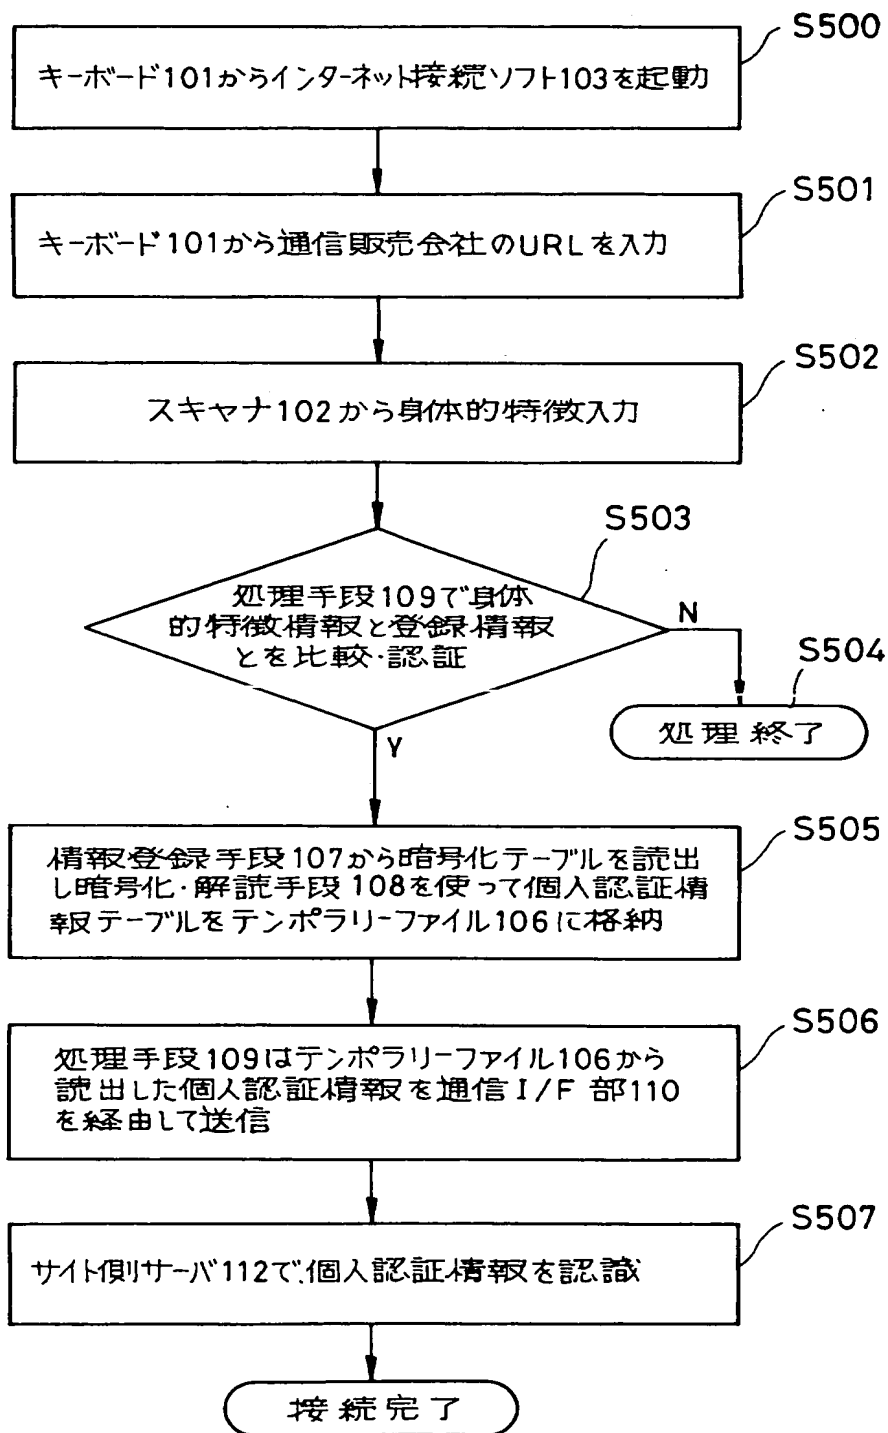 S500
キーボード101からインターネット接続ソフト103を起動
S501
キーボード101から通信販売会社のURLを入力
S502
スキャナ102から身体的特徴入力
S503
処理手段109で身体
的特徴情報と登録情報
とを比較・認証
N
S504
処理終了
Y
S505
情報登録手段107から暗号化テーブルを読出
し暗号化・解読手段108を使って個人認証情
報テーブルをテンポラリーファイル106に格納
S506
処理手段109はテンポラリーファイル106から
読出した個人認証情報を通信I/F部110
を経由して送信
S507
サイト側サーバ112で、個人認証情報を認識
接続完了